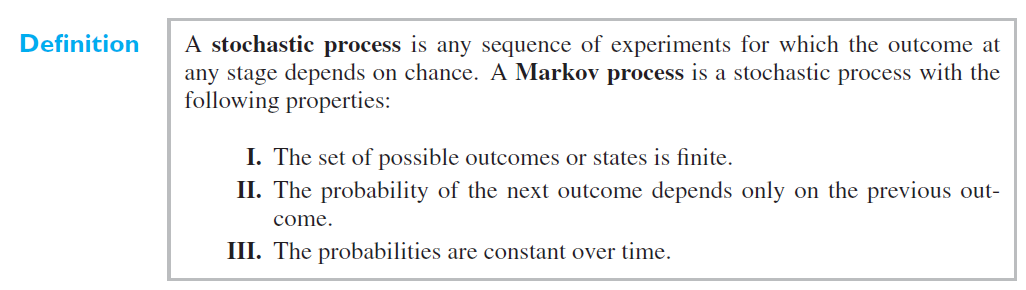 Definition
A stochastic process is any sequence of experiments for which the outcome at
any stage depends on chance. A Markov process is a stochastic process with the
following properties:
I. The set of possible outcomes or states is finite.
II. The probability of the next outcome depends only on the previous out-
come.
III. The probabilities are constant over time.